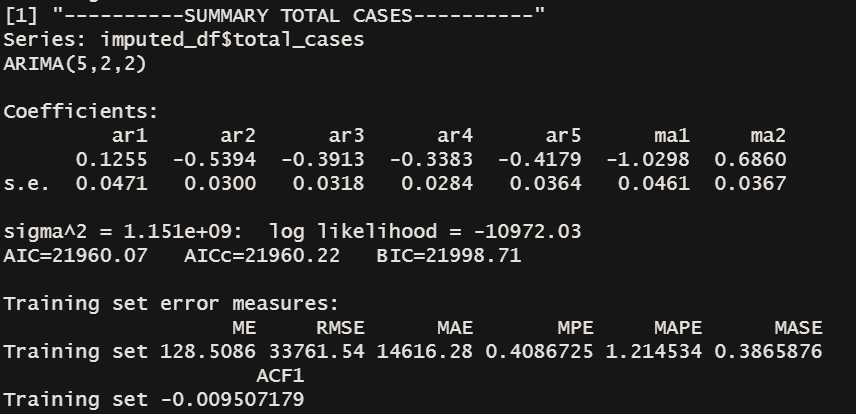 [1] "----------SUMMARY TOTAL CASES----------"
Series: imputed_df$total_cases
ARIMA(5,2,2)
Coefficients:
ar1 ar2 ar3 ar4 ar5 ma1 ma2
0.1255 -0.5394 -0.3913 -0.3383 -0.4179 -1.0298 0.6860
s.e. 0.0471 0.0300 0.0318 0.0284 0.0364 0.0461 0.0367
sigma^2 = 1.151e+09: log likelihood = -10972.03
AIC=21960.07 AICc=21960.22 BIC=21998.71
Training set error measures:
ME RMSE MAE MPE MAPE MASE
Training set 128.5086 33761.54 14616.28 0.4086725 1.214534 0.3865876
ACF1
Training set -0.009507179